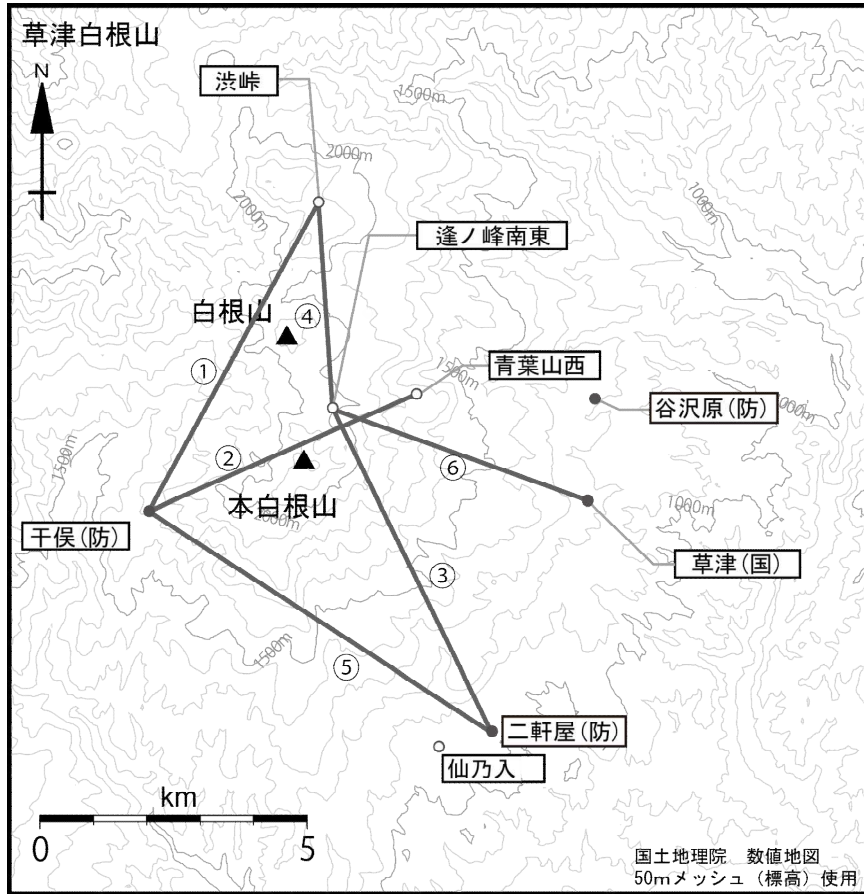 草津白根山
N
渋峠
1500m
2000m
2000m
1000m
逢ノ峰南東
白根山
④
①
青葉山西
1500m
谷沢原(防)
1000m
②
⑥
1500m
本白根山
2000m
1000m
干俣(防)
草津(国)
③
1500m
⑤
二軒屋(防)
仙乃入
km
0 5
国土地理院 数値地図
50mメッシュ(標高)使用